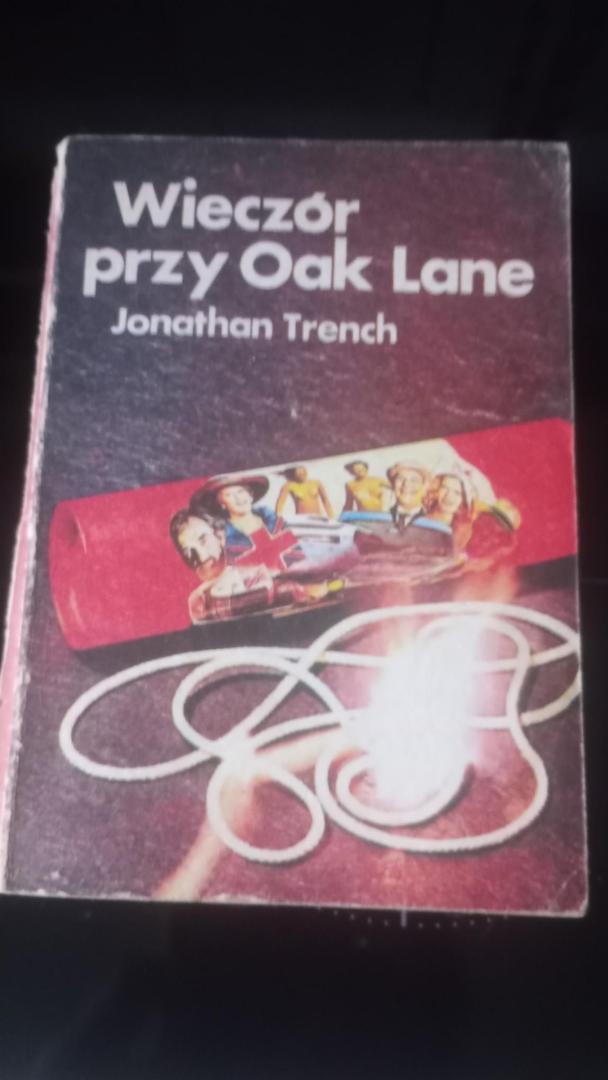 Wieczór
przy Oak Lane
Jonathan Trench